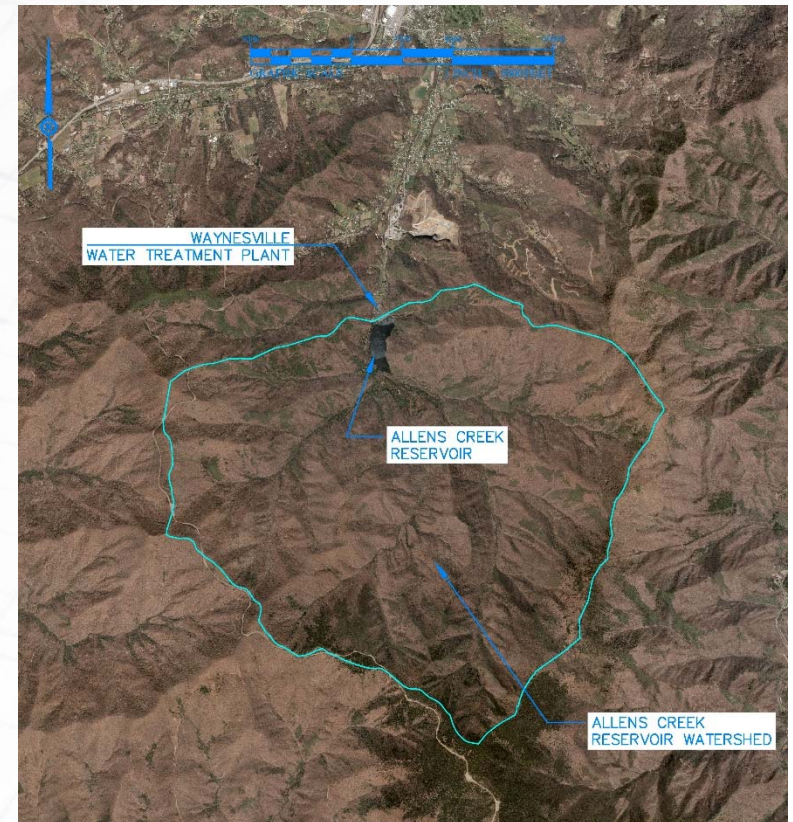 WAYNESVILLE
WATER TREATMENT PLANT
ALLENS CREEK
RESERVOIR
ALLENS CREEK
RESERVOIR WATERSHED